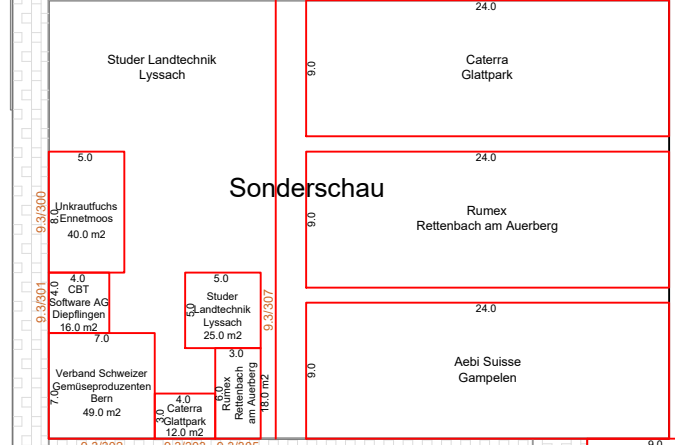 24.0
Studer Landtechnik
Lyssach
9.0
Caterra
Glattpark
5.0
24.0
9.3/300
8.0
Unkrautfuchs
Ennetmoos
40.0 m2
Sonderschau
9.0
Rumex
Rettenbach am Auerberg
9.3/301
4.0
4.0
CBT
Software AG
Diepflingen
16.0 m2
5.0
5.0
Studer
Landtechnik
Lyssach
25.0 m2
9.3/307
24.0
7.0
7.0
Verband Schweizer
Gemüseproduzenten
Bern
49.0 m2
4.0
3.0
Caterra
Glattpark
12.0 m2
3.0
6.0
Rumex
Rettenbach
am Auerberg
18.0 m2
9.0
Aebi Suisse
Gampelen
9.0